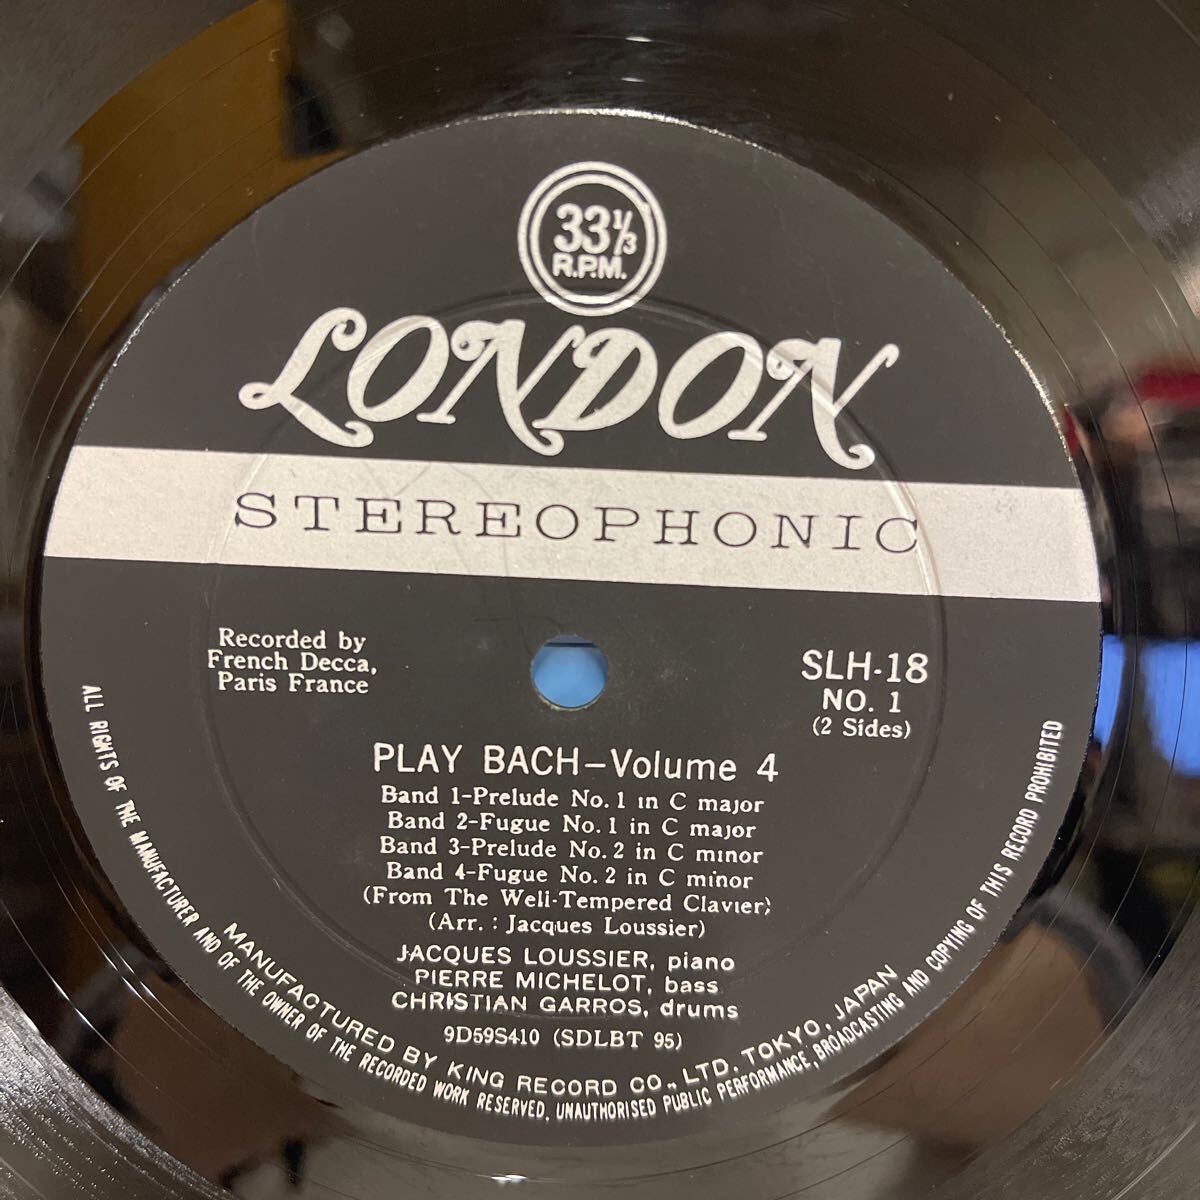 33 1/3
R.P.M.
LONDON
STEREOPHONIC
Recorded by
French Decca,
Paris France
SLH-18
NO. 1
(2 Sides)
PLAY BACH–Volume 4
Band 1-Prelude No. 1 in C major
Band 2-Fugue No. 1 in C major
Band 3-Prelude No. 2 in C minor
Band 4-Fugue No. 2 in C minor
(From The Well-Tempered Clavier)
(Arr. : Jacques Loussier)
JACQUES LOUSSIER, piano
PIERRE MICHELOT, bass
CHRISTIAN GARROS, drums
9D59S410 (SDLBT 95)
MANUFACTURED BY KING RECORD CO., LTD. TOKYO, JAPAN
ALL RIGHTS OF THE MANUFACTURER AND OF THE OWNER OF THE RECORDED WORK RESERVED, UNAUTHORISED PUBLIC PERFORMANCE, BROADCASTING AND COPYING OF THIS RECORD PROHIBITED